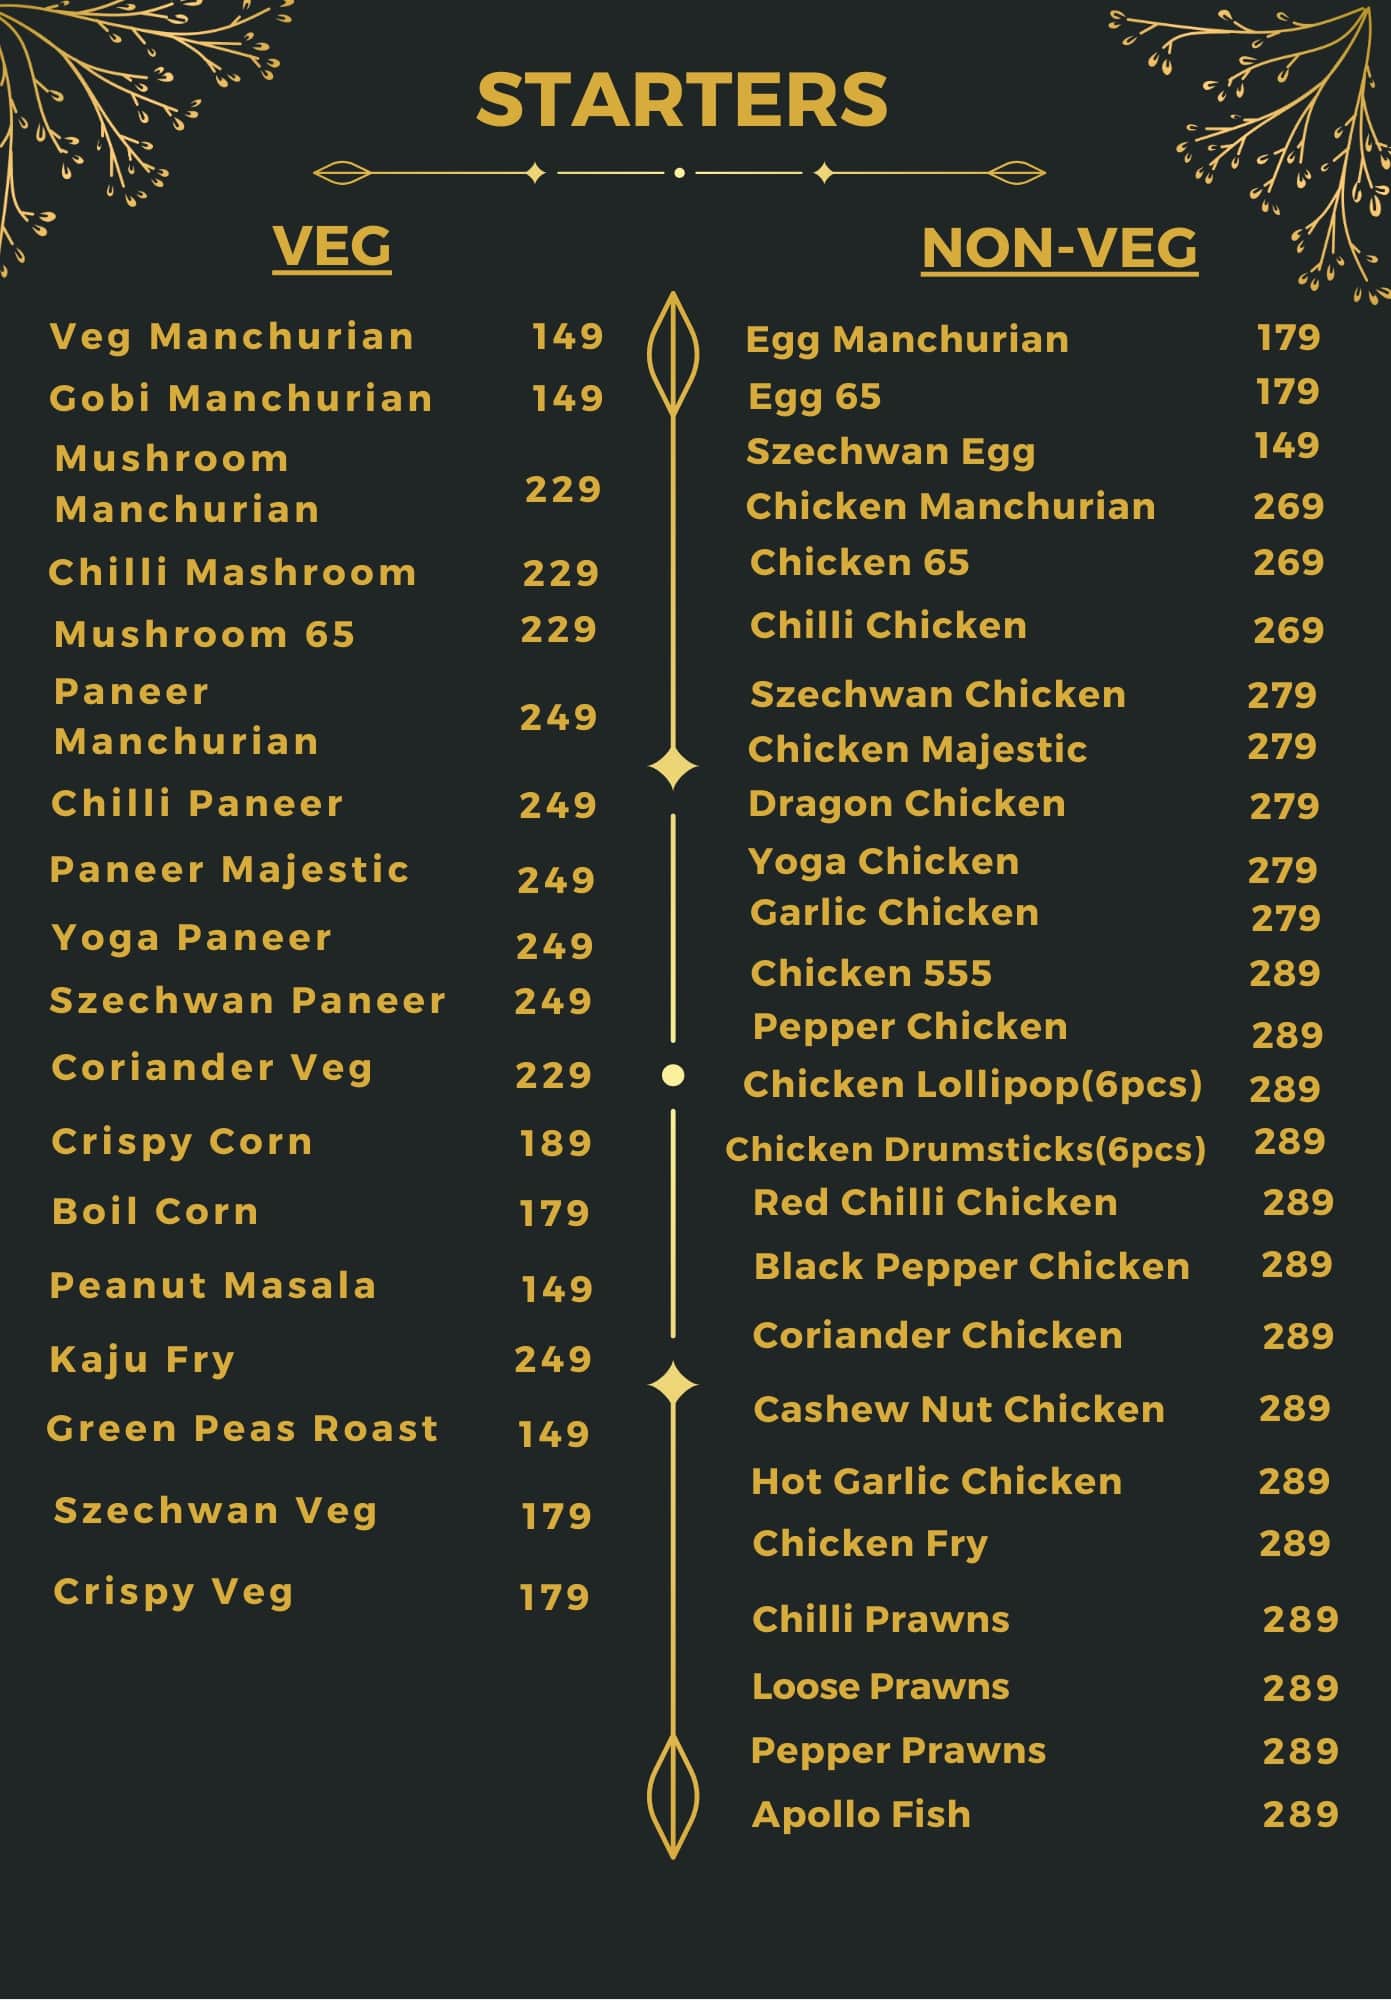 STARTERS
VEG
Veg Manchurian 149
Gobi Manchurian 149
Mushroom
Manchurian 229
Chilli Mashroom 229
Mushroom 65 229
Paneer
Manchurian 249
Chilli Paneer 249
Paneer Majestic 249
Yoga Paneer 249
Szechwan Paneer 249
Coriander Veg 229
Crispy Corn 189
Boil Corn 179
Peanut Masala 149
Kaju Fry 249
Green Peas Roast 149
Szechwan Veg 179
Crispy Veg 179
NON-VEG
Egg Manchurian 179
Egg 65 179
Szechwan Egg 149
Chicken Manchurian 269
Chicken 65 269
Chilli Chicken 269
Szechwan Chicken 279
Chicken Majestic 279
Dragon Chicken 279
Yoga Chicken 279
Garlic Chicken 279
Chicken 555 289
Pepper Chicken 289
Chicken Lollipop(6pcs) 289
Chicken Drumsticks(6pcs) 289
Red Chilli Chicken 289
Black Pepper Chicken 289
Coriander Chicken 289
Cashew Nut Chicken 289
Hot Garlic Chicken 289
Chicken Fry 289
Chilli Prawns 289
Loose Prawns 289
Pepper Prawns 289
Apollo Fish 289